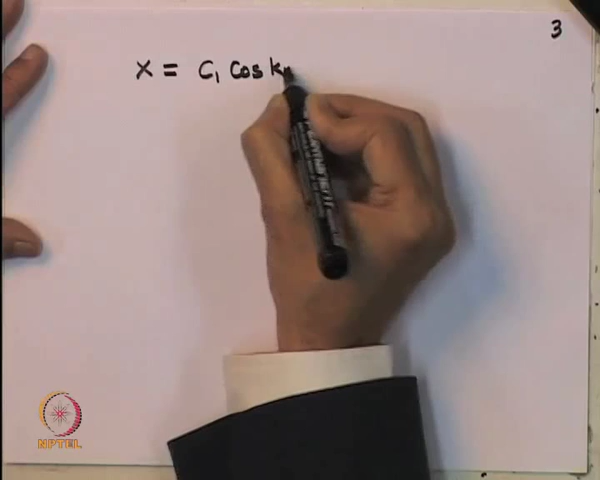 3
X = C₁ Cos k
NPTEL